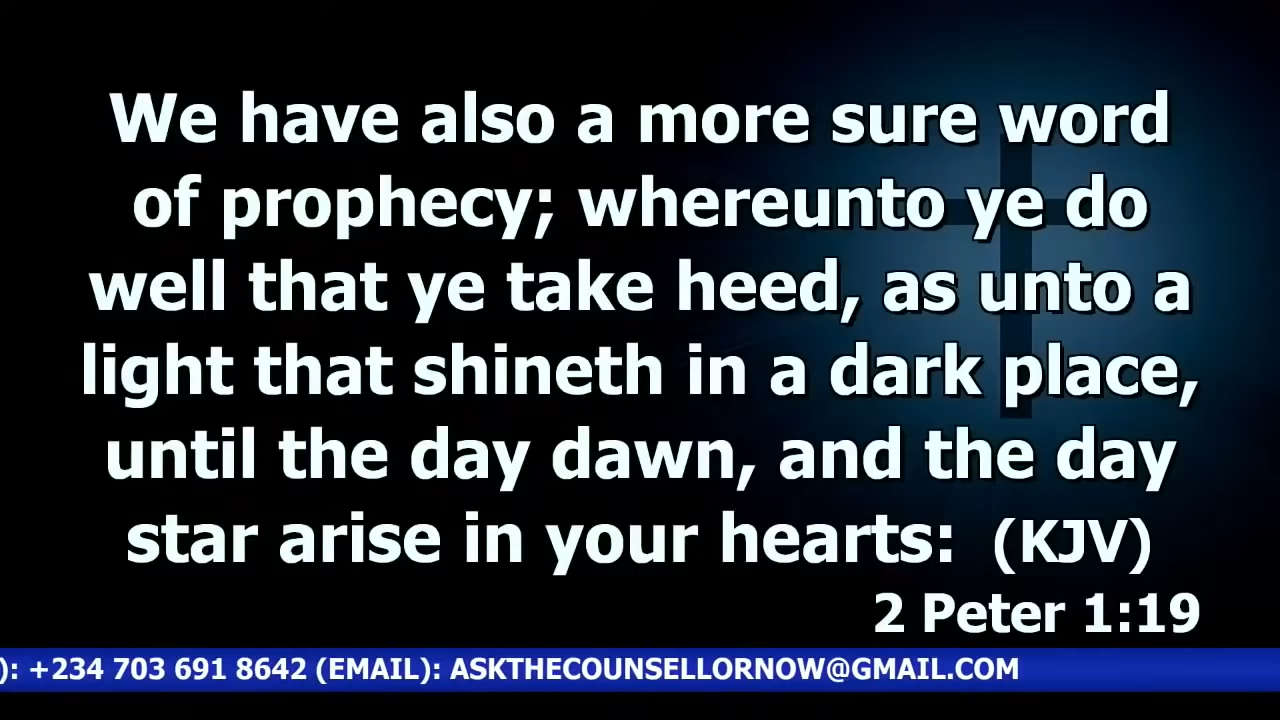 We have also a more sure word
of prophecy; whereunto ye do
well that ye take heed, as unto a
light that shineth in a dark place,
until the day dawn, and the day
star arise in your hearts: (KJV)
2 Peter 1:19
): +234 703 691 8642 (EMAIL): ASKTHECOUNSELLORNOW@GMAIL.COM